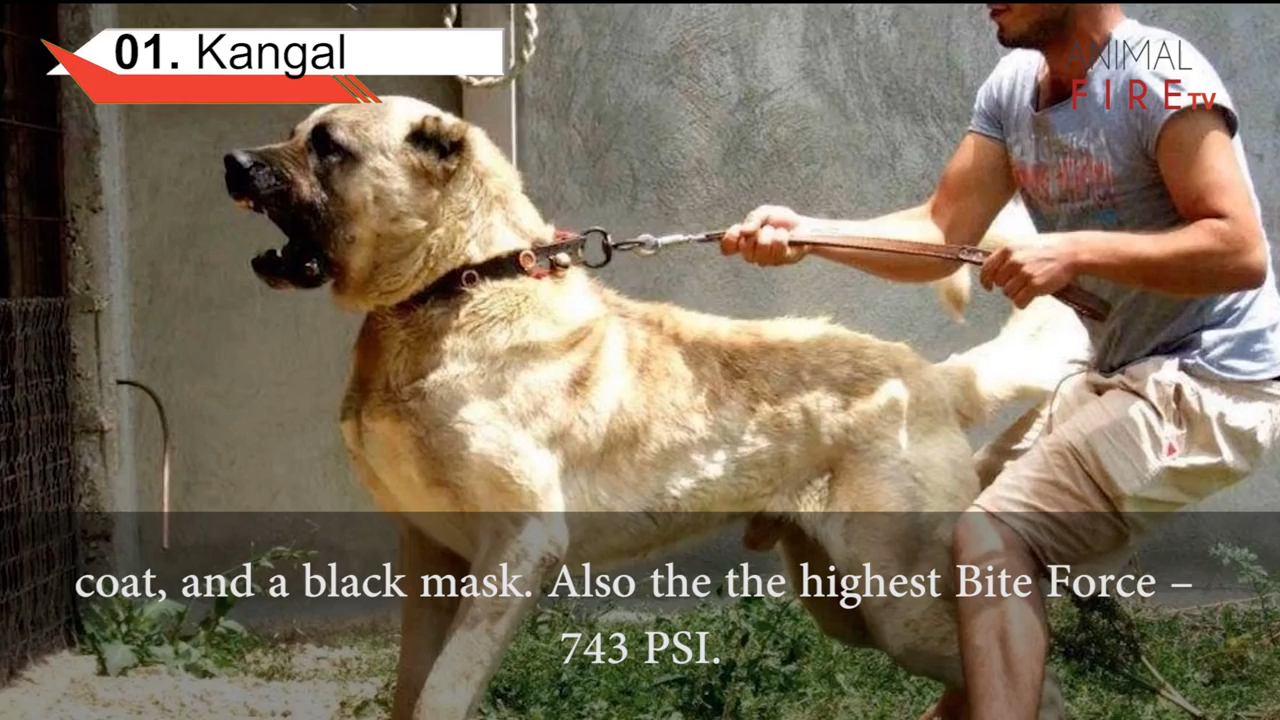 01. Kangal
ANIMAL
FIRE TV
coat, and a black mask. Also the the highest Bite Force –
743 PSI.